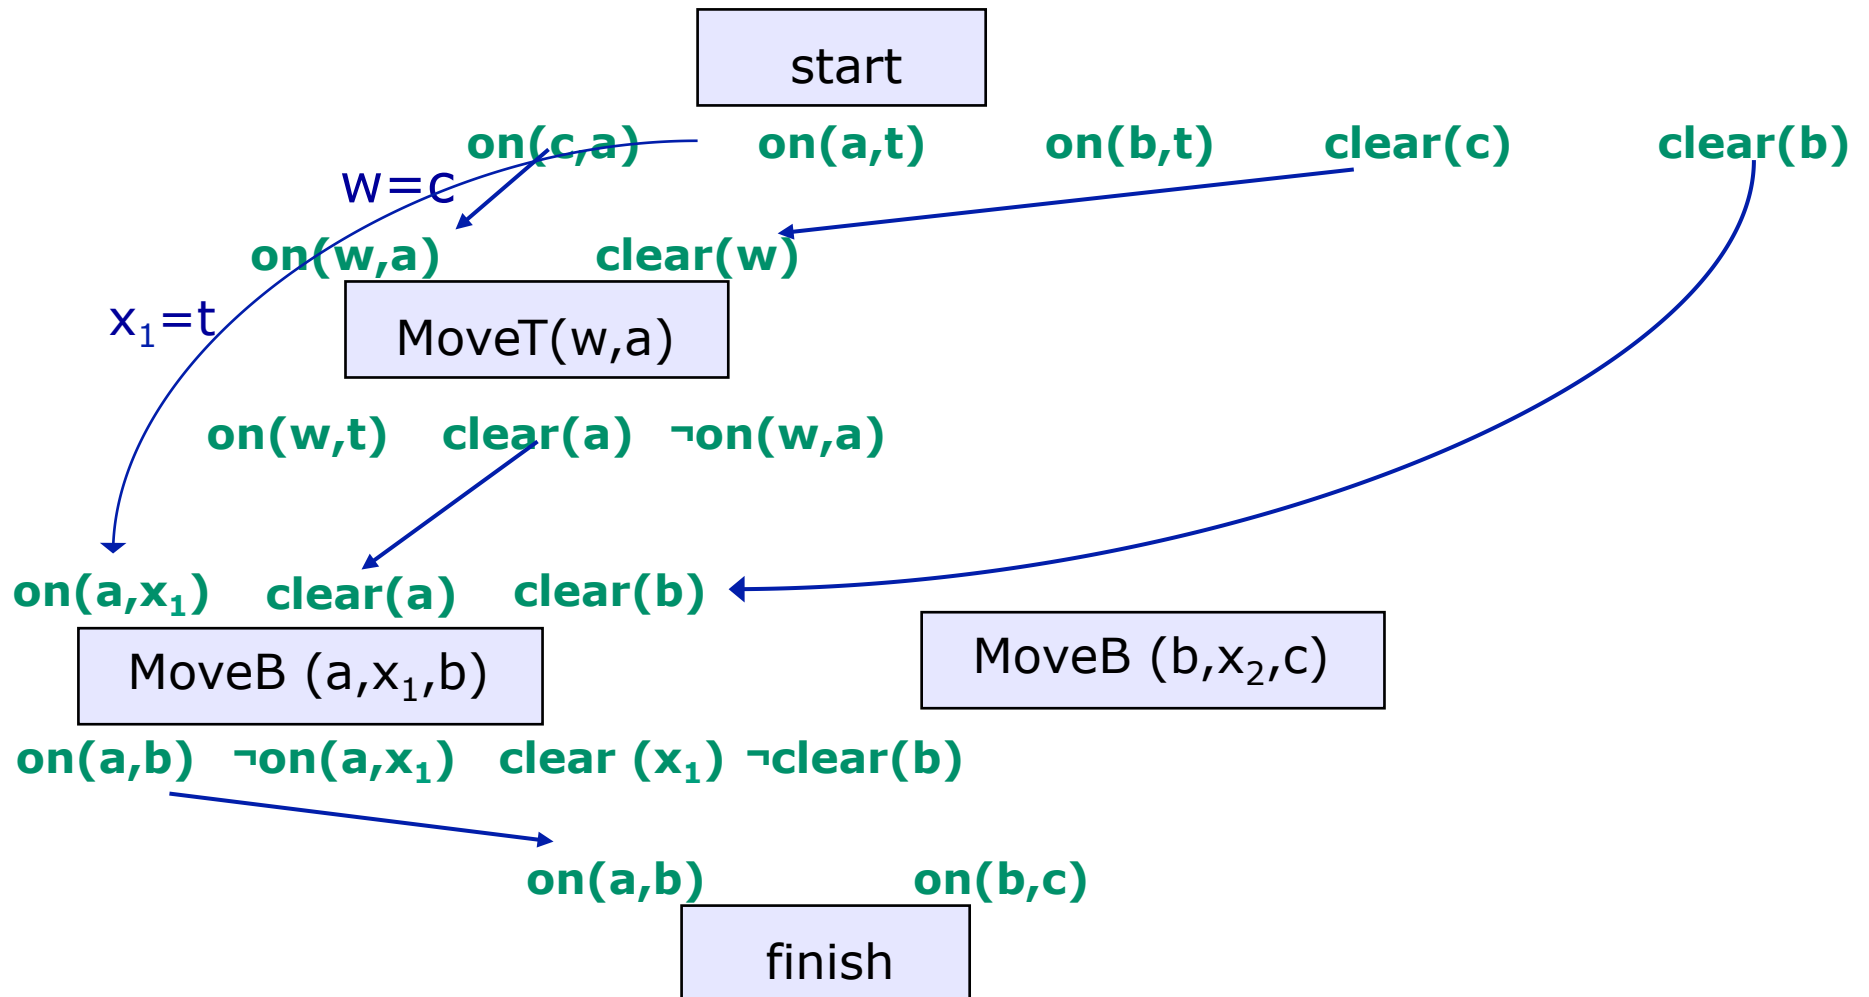 start
on(c,a) on(a,t) on(b,t) clear(c) clear(b)
w=c
on(w,a) clear(w)
x₁=t
MoveT(w,a)
on(w,t) clear(a) ¬on(w,a)
on(a,x₁) clear(a) clear(b)
MoveB (a,x₁,b) MoveB (b,x₂,c)
on(a,b) ¬on(a,x₁) clear (x₁) ¬clear(b)
on(a,b) on(b,c)
finish